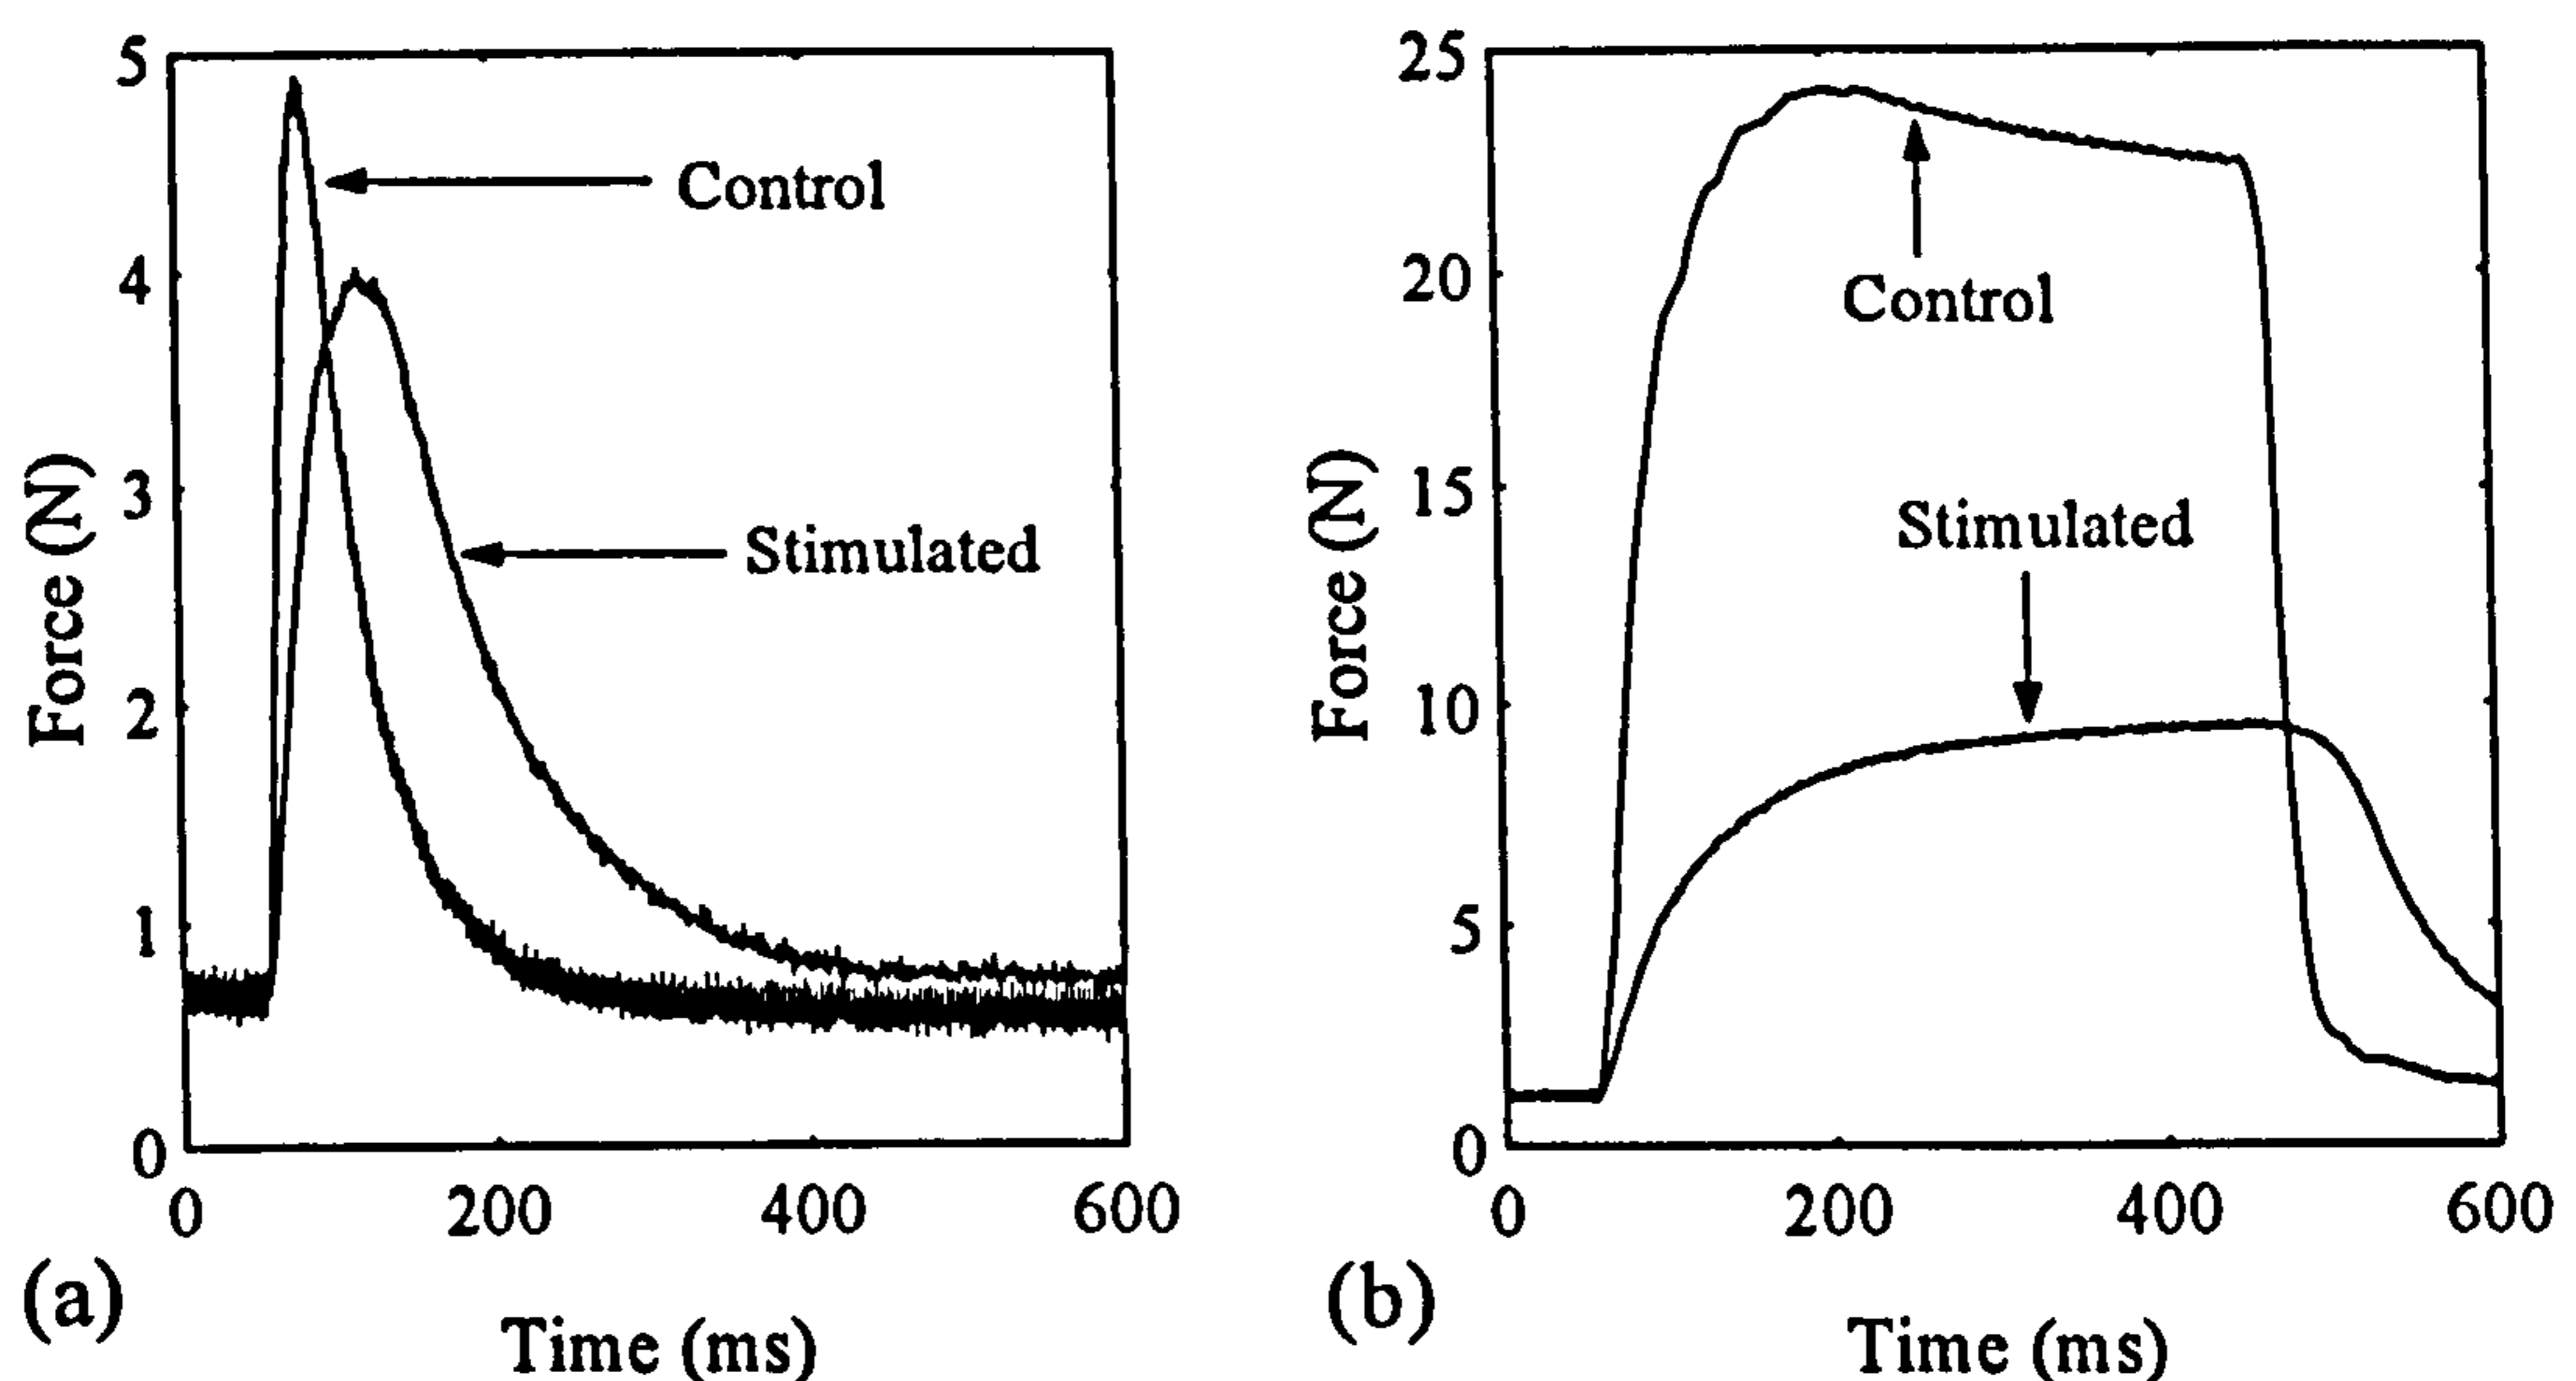 5
4
3
2
1
0
Force (N)
Control
Stimulated
0 200 400 600
(a)
Time (ms)
25
20
15
10
5
0
Force (N)
Control
Stimulated
0 200 400 600
(b)
Time (ms)